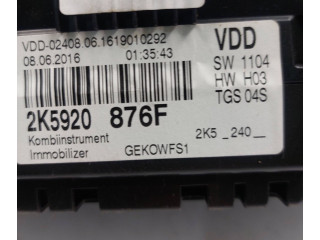 VDD-02408.06.1619010292
08.06.2016 01:35:43
VDD
SW 1104
HW H03
TGS 04S
2K5920 876F
Kombiinstrument
Immobilizer
GEKOWFS1
2K5 _240__